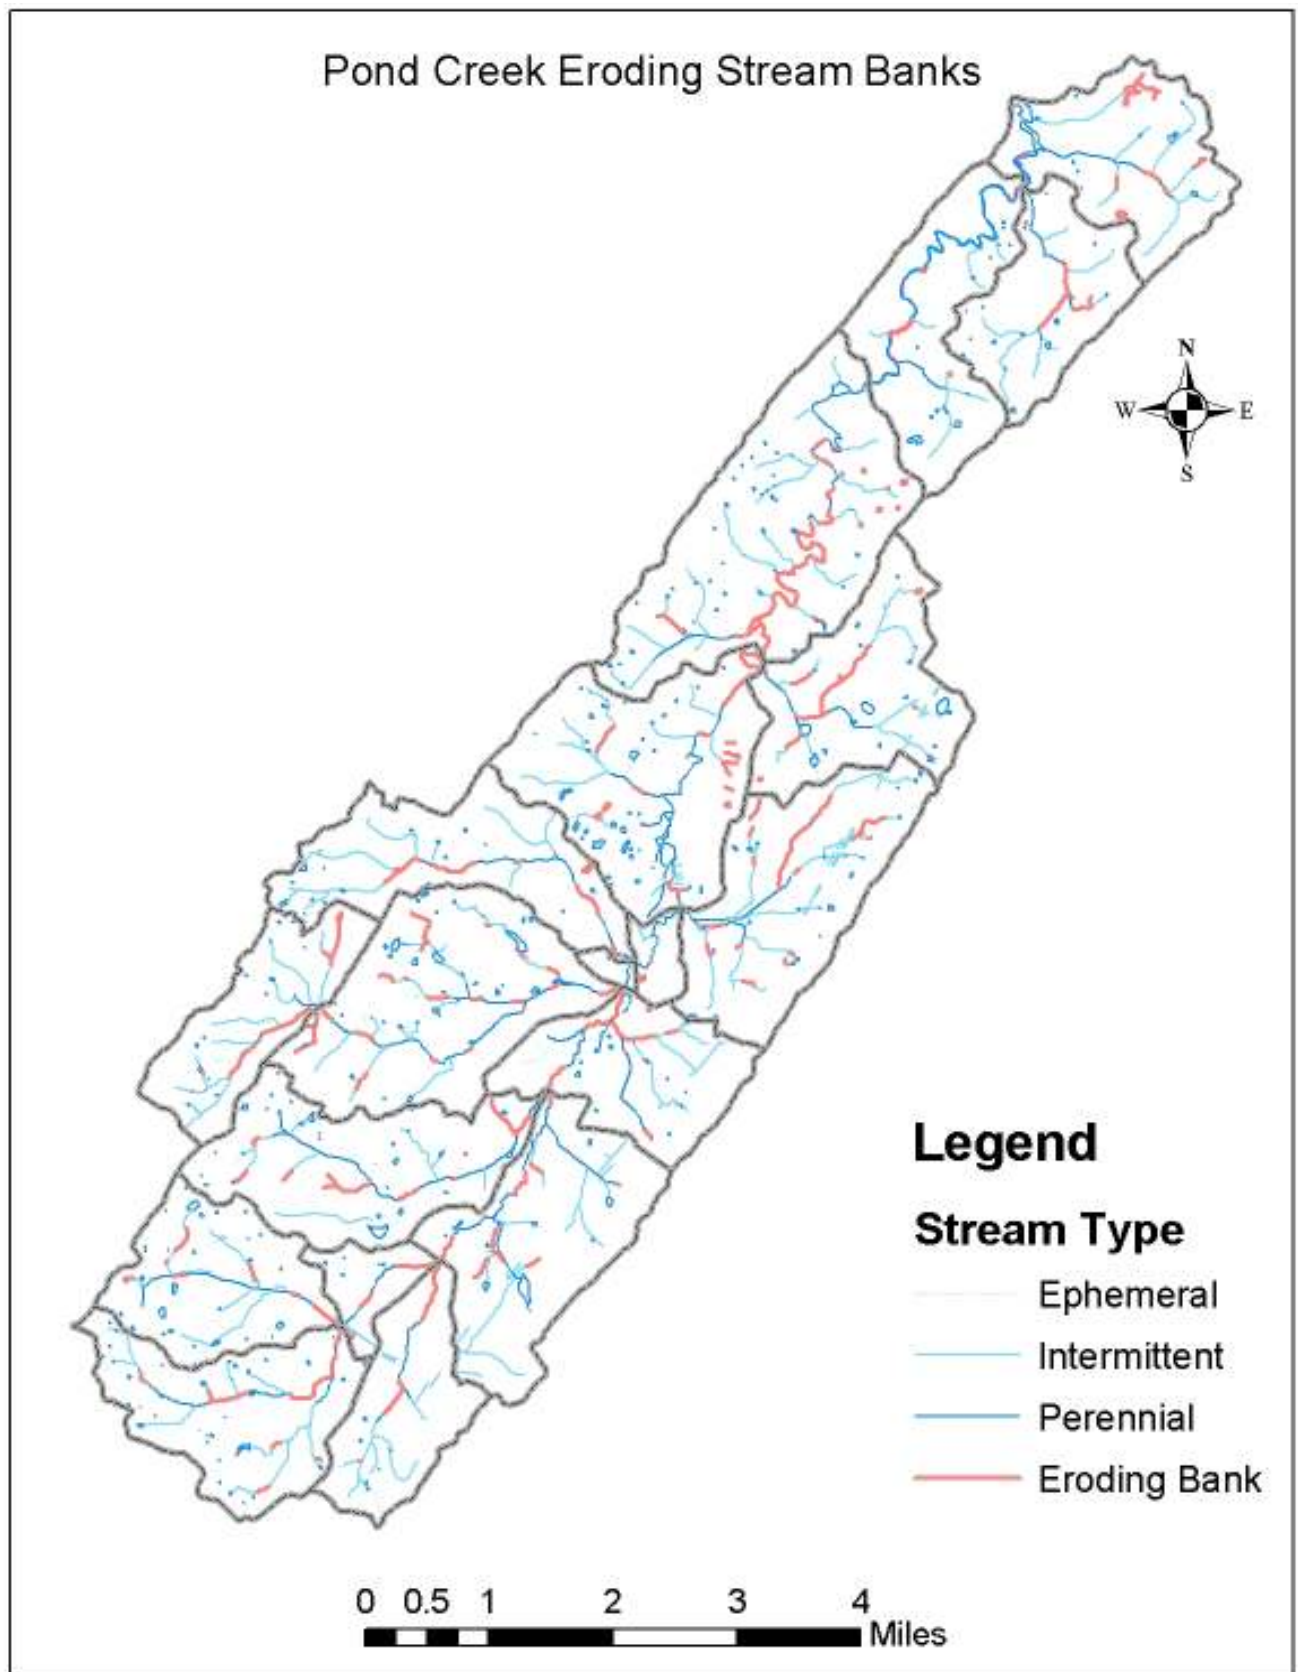 Pond Creek Eroding Stream Banks
N
W E
S
Legend
Stream Type
Ephemeral
Intermittent
Perennial
Eroding Bank
0 0.5 1 2 3 4
Miles